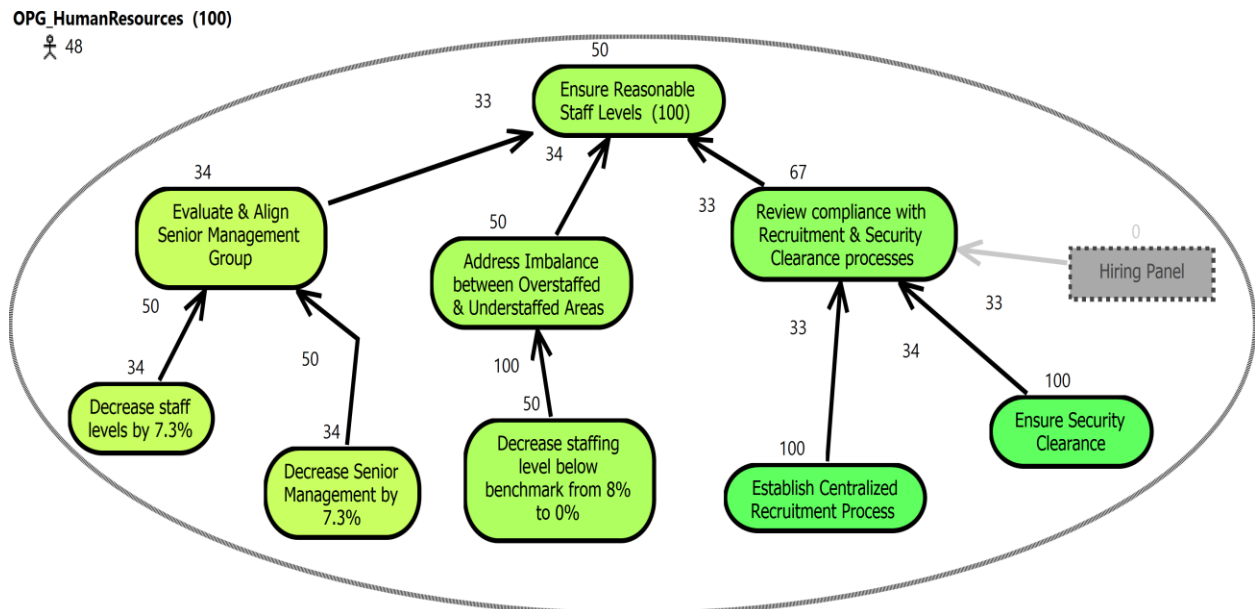 OPG_HumanResources (100)
48
50
Ensure Reasonable
Staff Levels (100)
33
34
33
34
Evaluate & Align
Senior Management
Group
50
Address Imbalance
between Overstaffed
& Understaffed Areas
67
Review compliance with
Recruitment & Security
Clearance processes
0
Hiring Panel
50
50
100
33
34
33
34
Decrease staff
levels by 7.3%
34
Decrease Senior
Management by
7.3%
50
Decrease staffing
level below
benchmark from 8%
to 0%
100
Establish Centralized
Recruitment Process
100
Ensure Security
Clearance